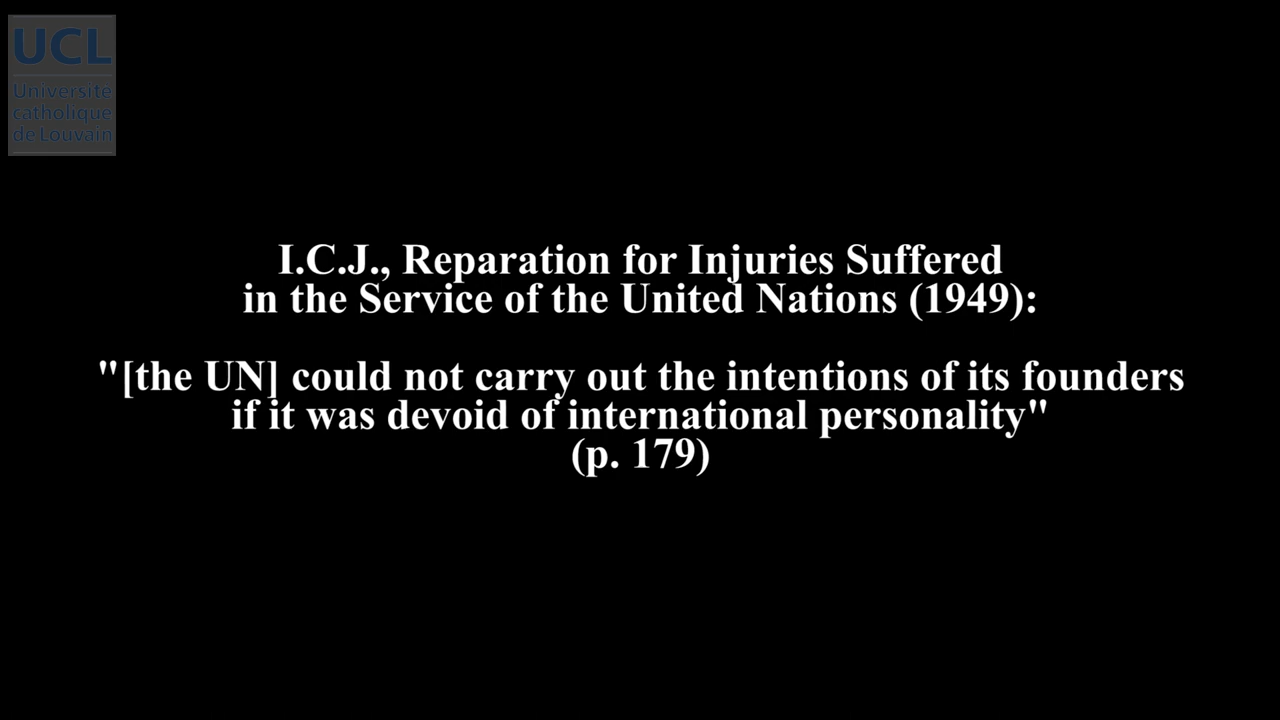 UCL
Université
catholique
de Louvain
I.C.J., Reparation for Injuries Suffered
in the Service of the United Nations (1949):
"[the UN] could not carry out the intentions of its founders
if it was devoid of international personality"
(p. 179)